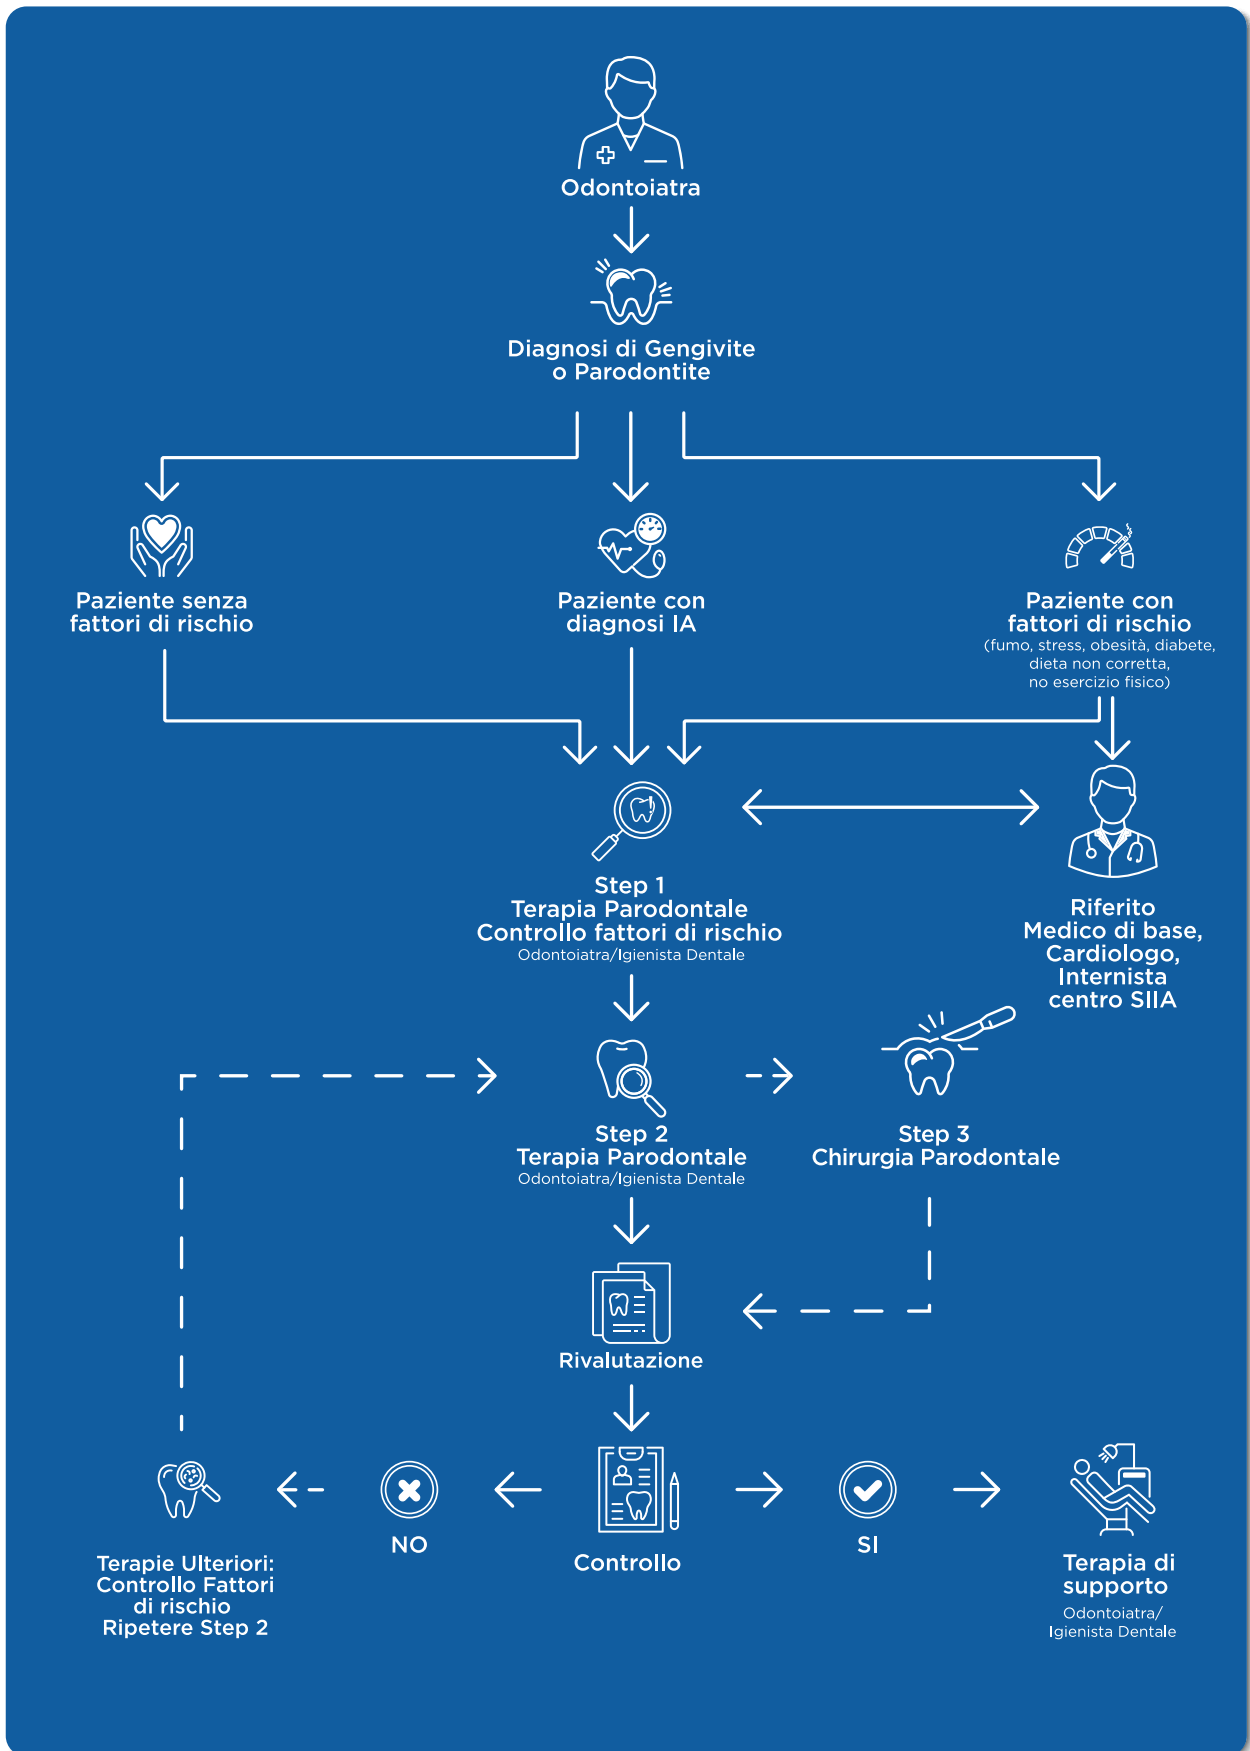 Odontoiatra
Diagnosi di Gengivite
o Parodontite
Paziente senza
fattori di rischio
Paziente con
diagnosi IA
Paziente con
fattori di rischio
(fumo, stress, obesità, diabete,
dieta non corretta,
no esercizio fisico)
Step 1
Terapia Parodontale
Controllo fattori di rischio
Odontoiatra/Igienista Dentale
Riferito
Medico di base,
Cardiologo,
Internista
centro SIIA
Step 2
Terapia Parodontale
Odontoiatra/Igienista Dentale
Step 3
Chirurgia Parodontale
Rivalutazione
Controllo
NO
SI
Terapie Ulteriori:
Controllo Fattori
di rischio
Ripetere Step 2
Terapia di
supporto
Odontoiatra/
Igienista Dentale